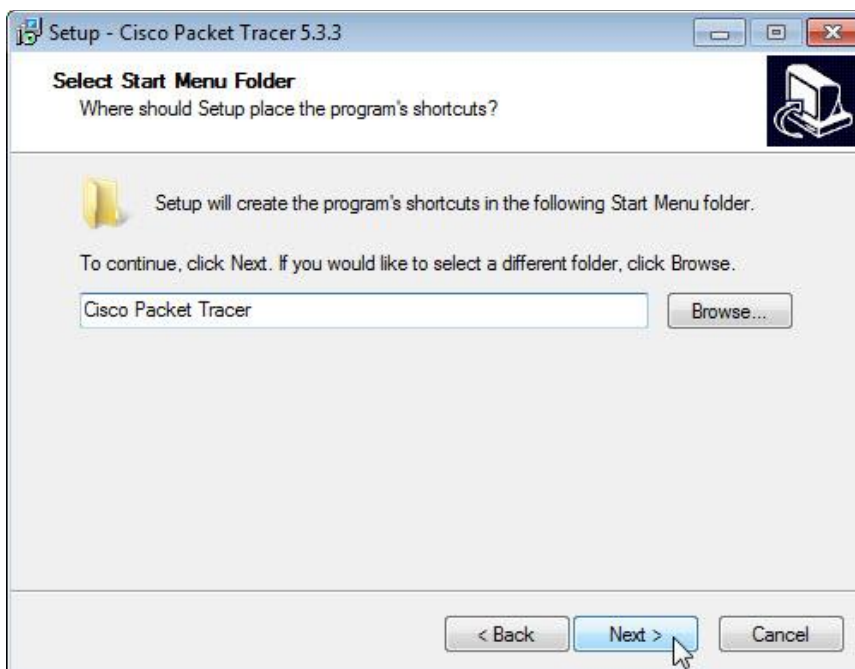 Setup - Cisco Packet Tracer 5.3.3
Select Start Menu Folder
Where should Setup place the program's shortcuts?
Setup will create the program's shortcuts in the following Start Menu folder.
To continue, click Next. If you would like to select a different folder, click Browse.
Cisco Packet Tracer
Browse...
< Back
Next >
Cancel